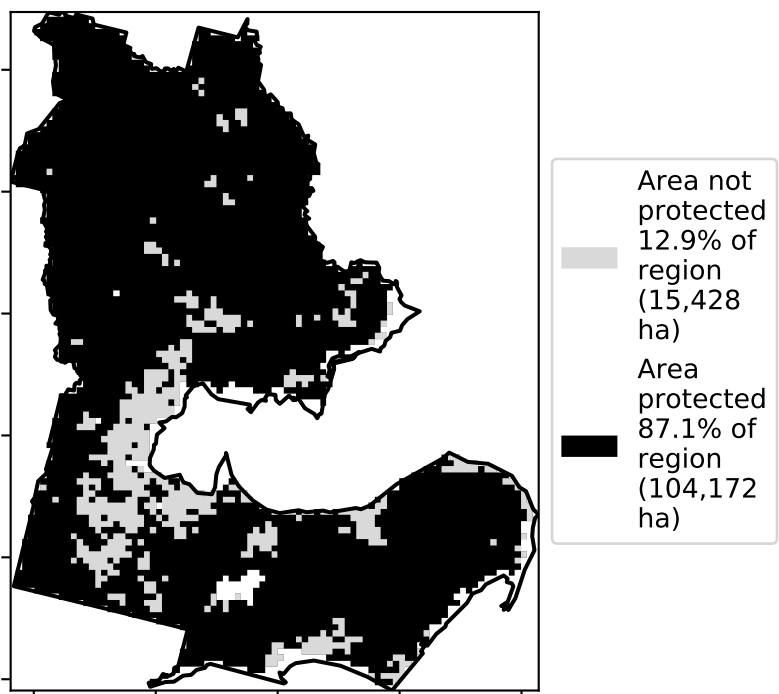 Area not
protected
12.9% of
region
(15,428
ha)
Area
protected
87.1% of
region
(104,172
ha)